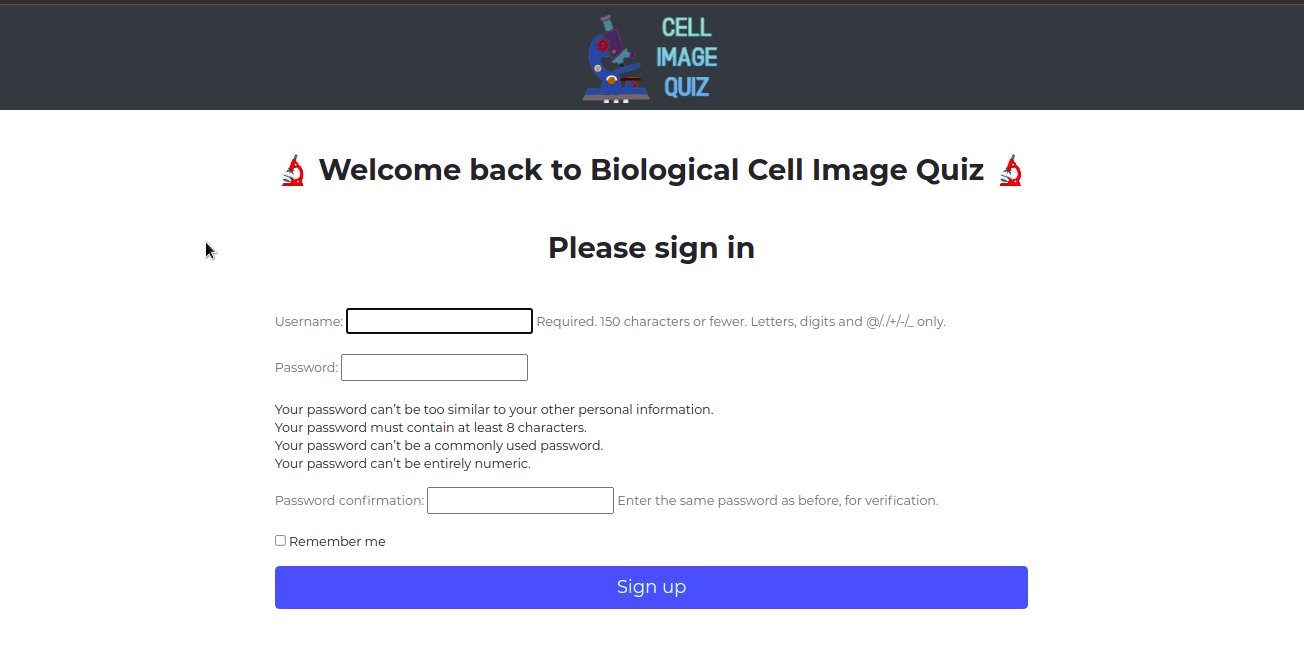 CELL
IMAGE
QUIZ
Welcome back to Biological Cell Image Quiz
Please sign in
Username: Required. 150 characters or fewer. Letters, digits and @/./+/-/_ only.
Password:
Your password can’t be too similar to your other personal information.
Your password must contain at least 8 characters.
Your password can’t be a commonly used password.
Your password can’t be entirely numeric.
Password confirmation: Enter the same password as before, for verification.
Remember me
Sign up